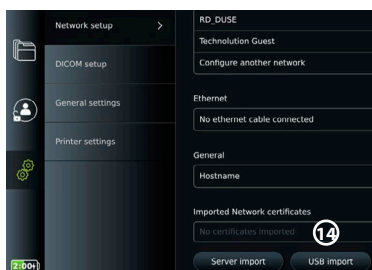 Network setup >
DICOM setup
General settings
Printer settings
2:00+
RD_DUSE
Technolution Guest
Configure another network
Ethernet
No ethernet cable connected
General
Hostname
Imported Network certificates
No certificates imported
14
Server import
USB import